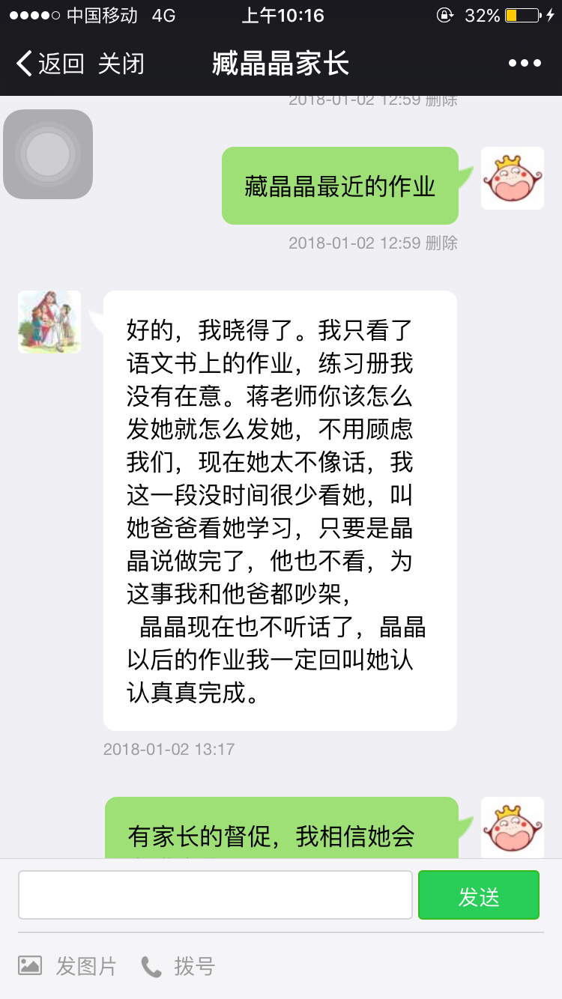 中国移动 4G 上午10:16 32%
返回 关闭 臧晶晶家长
2018-01-02 12:59 删除
藏晶晶最近的作业
2018-01-02 12:59 删除
好的，我晓得了。我只看了
语文书上的作业，练习册我
没有在意。蒋老师你该怎么
发她就怎么发她，不用顾虑
我们，现在她太不像话，我
这一段没时间很少看她，叫
她爸爸看她学习，只要是晶
晶说做完了，他也不看，为
这事我和他爸都吵架，
晶晶现在也不听话了，晶晶
以后的作业我一定回叫她认
认真真完成。
2018-01-02 13:17
有家长的督促，我相信她会
发送
发图片 拨号